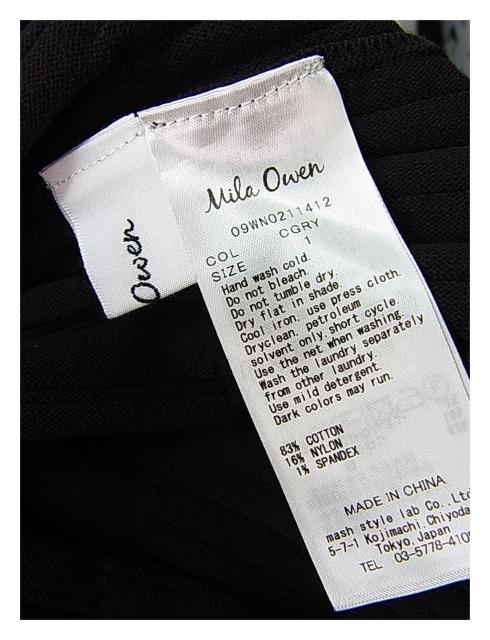 Mila Owen
09WN0211412
COL CGRY
SIZE 1
Hand wash cold.
Do not bleach.
Do not tumble dry.
Dry flat in shade.
Cool iron, use press cloth.
Dryclean, petroleum
solvent only,short cycle.
Use the net when washing.
Wash the laundry separately
from other laundry.
Use mild detergent.
Dark colors may run.
83% COTTON
16% NYLON
1% SPANDEX
MADE IN CHINA
mash style lab Co.,Ltd
5-7-1 Kojimachi,Chiyoda
Tokyo,Japan
TEL 03-5778-410
Owen